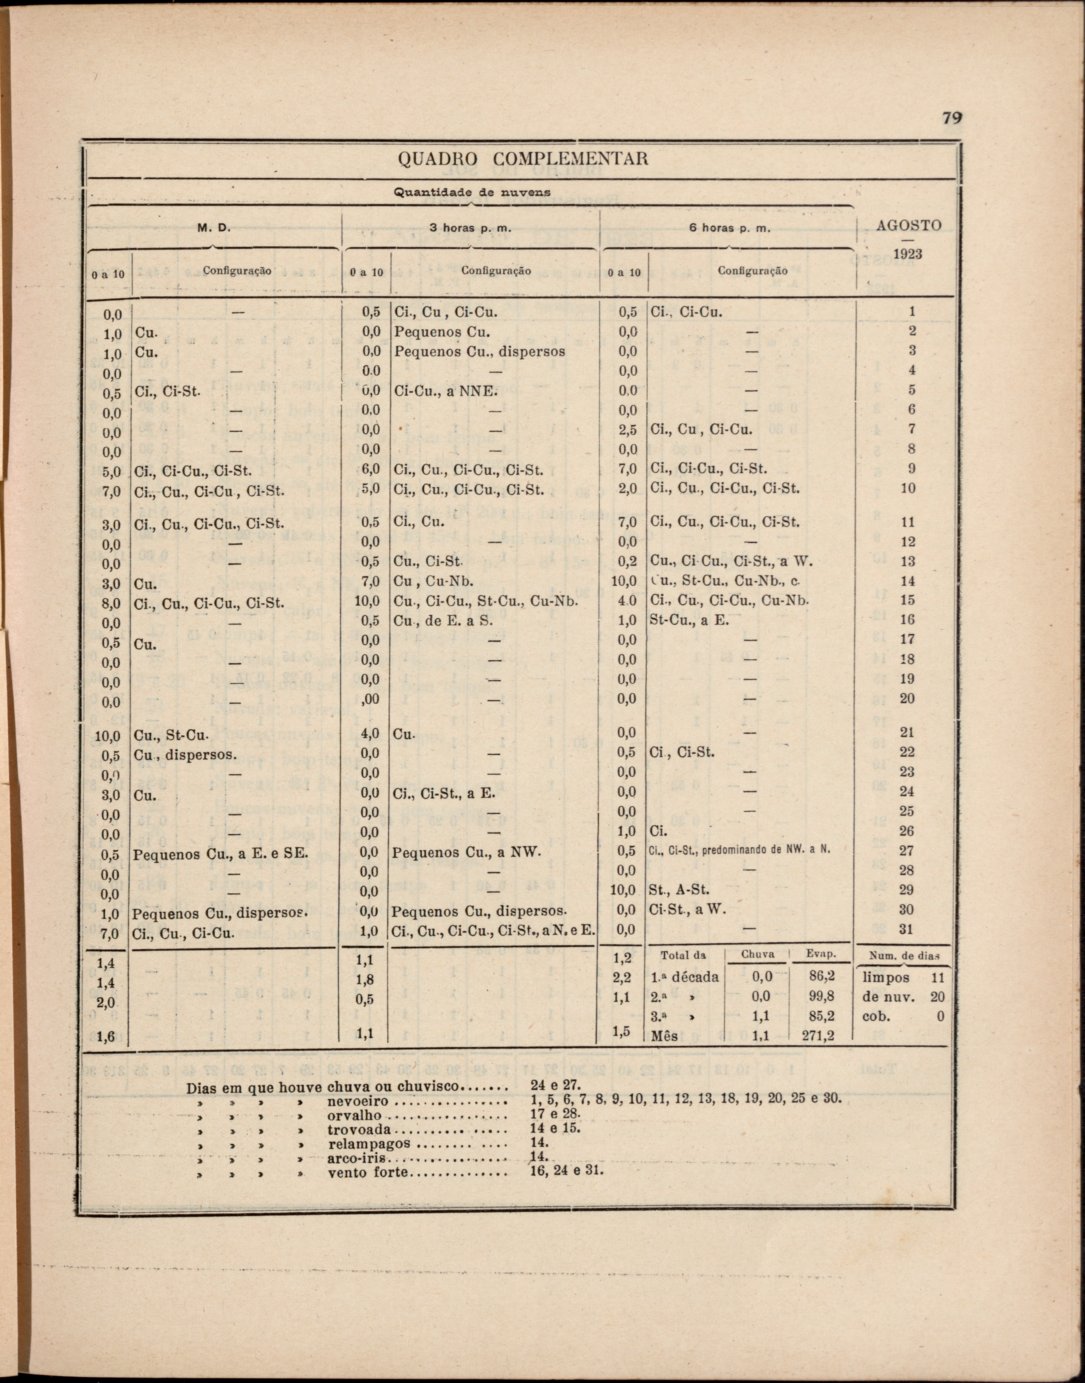 79
QUADRO COMPLEMENTAR
Quantidade de nuvens
M. D. 3 horas p. m. 6 horas p. m. AGOSTO
—
1923
0 a 10 Configuração 0 a 10 Configuração 0 a 10 Configuração
0,0 — 0,5 Ci., Cu , Ci-Cu. 0,5 Ci., Ci-Cu. 1
1,0 Cu. 0,0 Pequenos Cu. 0,0 — 2
1,0 Cu. 0,0 Pequenos Cu., dispersos 0,0 — 3
0,0 — 0.0 — 0,0 — 4
0,5 Ci., Ci-St. 0,0 Ci-Cu., a NNE. 0.0 — 5
0,0 — 0,0 — 0,0 — 6
0,0 — 0,0 — 2,5 Ci., Cu , Ci-Cu. 7
0,0 — 0,0 — 0,0 — 8
5,0 Ci., Ci-Cu., Ci-St. 6,0 Ci., Cu., Ci-Cu., Ci-St. 7,0 Ci., Ci-Cu., Ci-St. 9
7,0 Ci., Cu., Ci-Cu , Ci-St. 5,0 Ci., Cu., Ci-Cu., Ci-St. 2,0 Ci., Cu., Ci-Cu., Ci-St. 10
3,0 Ci., Cu., Ci-Cu., Ci-St. 0,5 Ci., Cu. 7,0 Ci., Cu., Ci-Cu., Ci-St. 11
0,0 — 0,0 — 0,0 — 12
0,0 — 0,5 Cu., Ci-St. 0,2 Cu., Ci Cu., Ci-St., a W. 13
3,0 Cu. 7,0 Cu , Cu-Nb. 10,0 Cu., St-Cu., Cu-Nb., c. 14
8,0 Ci., Cu., Ci-Cu., Ci-St. 10,0 Cu., Ci-Cu., St-Cu., Cu-Nb. 4 0 Ci., Cu., Ci-Cu., Cu-Nb. 15
0,0 — 0,5 Cu , de E. a S. 1,0 St-Cu., a E. 16
0,5 Cu. 0,0 — 0,0 — 17
0,0 — 0,0 — 0,0 — 18
0,0 — 0,0 — 0,0 — 19
0,0 — ,00 — 0,0 — 20
10,0 Cu., St-Cu. 4,0 Cu. 0,0 — 21
0,5 Cu , dispersos. 0,0 — 0,5 Ci , Ci-St. 22
0,0 — 0,0 — 0,0 — 23
3,0 Cu. 0,0 Ci., Ci-St., a E. 0,0 — 24
0,0 — 0,0 — 0,0 — 25
0,0 — 0,0 — 1,0 Ci. 26
0,5 Pequenos Cu., a E. e SE. 0,0 Pequenos Cu., a NW. 0,5 Ci., Ci-St., predominando de NW. a N. 27
0,0 — 0,0 — 0,0 — 28
0,0 — 0,0 — 10,0 St., A-St. 29
1,0 Pequenos Cu., dispersos. 0,0 Pequenos Cu., dispersos. 0,0 Ci-St., a W. 30
7,0 Ci., Cu., Ci-Cu. 1,0 Ci., Cu., Ci-Cu., Ci-St., a N. e E. 0,0 — 31
1,4 1,1 1,2 Total da Chuva Evap. Num. de dias
1,4 1,8 2,2 1.ª década 0,0 86,2 limpos 11
2,0 0,5 1,1 2.ª » 0,0 99,8 de nuv. 20
3.ª » 1,1 85,2 cob. 0
1,6 1,1 1,5 Mês 1,1 271,2
Dias em que houve chuva ou chuvisco....... 24 e 27.
» » » » nevoeiro ................ 1, 5, 6, 7, 8, 9, 10, 11, 12, 13, 18, 19, 20, 25 e 30.
» » » » orvalho ................. 17 e 28.
» » » » trovoada ................ 14 e 15.
» » » » relampagos ............. 14.
» » » » arco-iris................. 14.
» » » » vento forte.............. 16, 24 e 31.